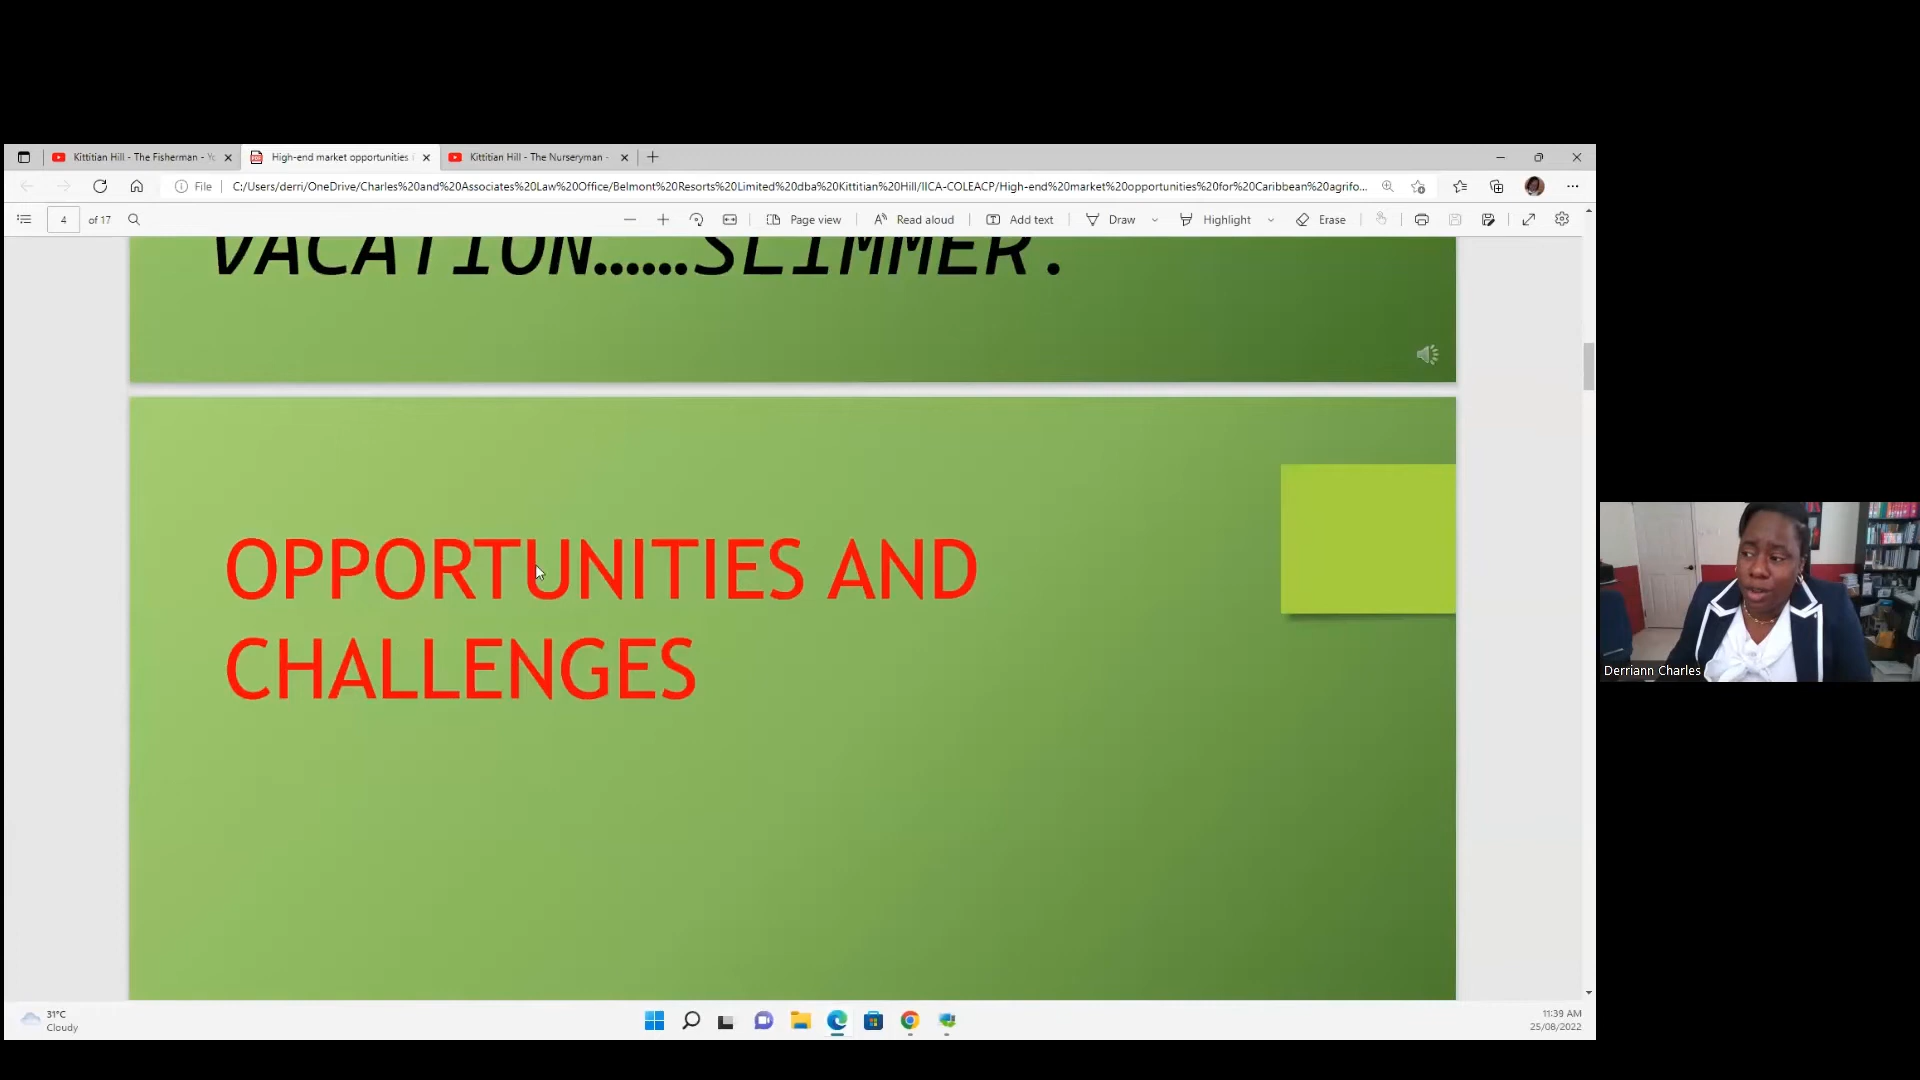 Kittitian Hill - The Fisherman - Yo
High-end market opportunities
Kittitian Hill - The Nurseryman -
File
C:/Users/derri/OneDrive/Charles%20and%20Associates%20Law%20Office/Belmont%20Resorts%20Limited%20dba%20Kittitian%20Hill/IICA-COLEACP/High-end%20market%20opportunities%20for%20Caribbean%20agrifo...
4 of 17
Page view
Read aloud
Add text
Draw
Highlight
Erase
VACATION......SLIMMER.
OPPORTUNITIES AND
CHALLENGES
Derriann Charles
31°C
Cloudy
11:39 AM
25/08/2022